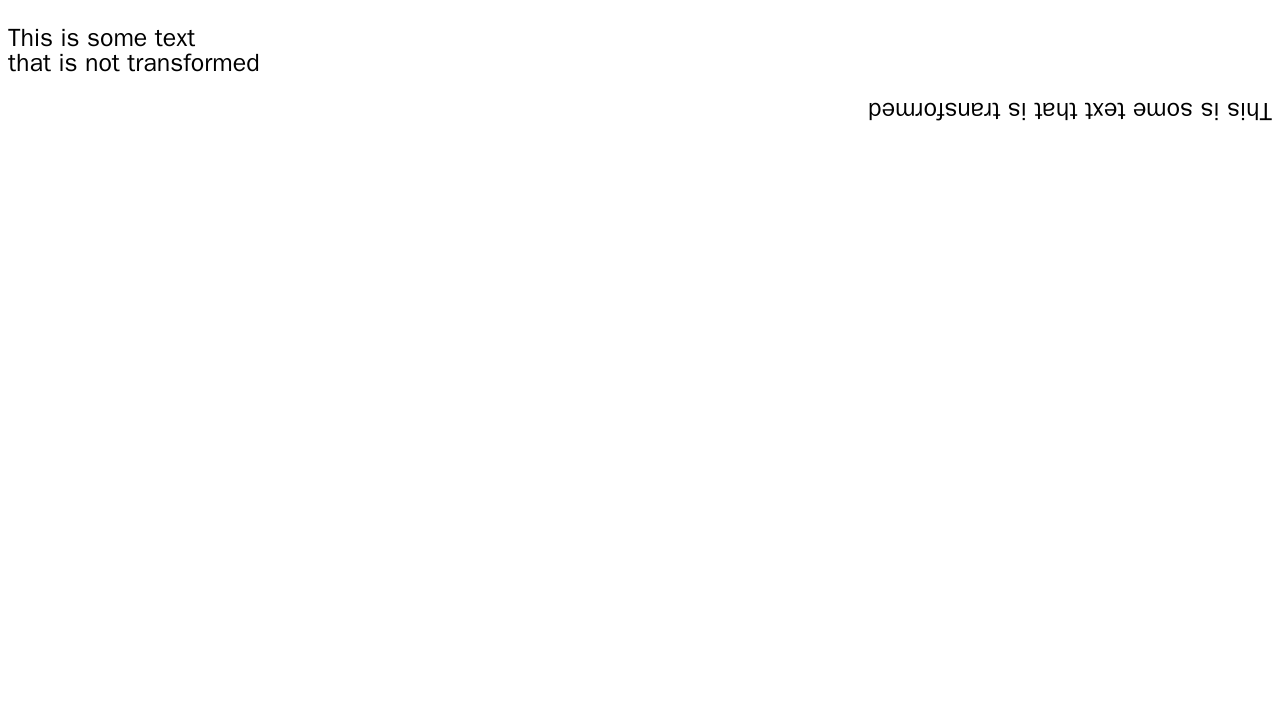 This is some text
that is not transformed
This is some text that is transformed